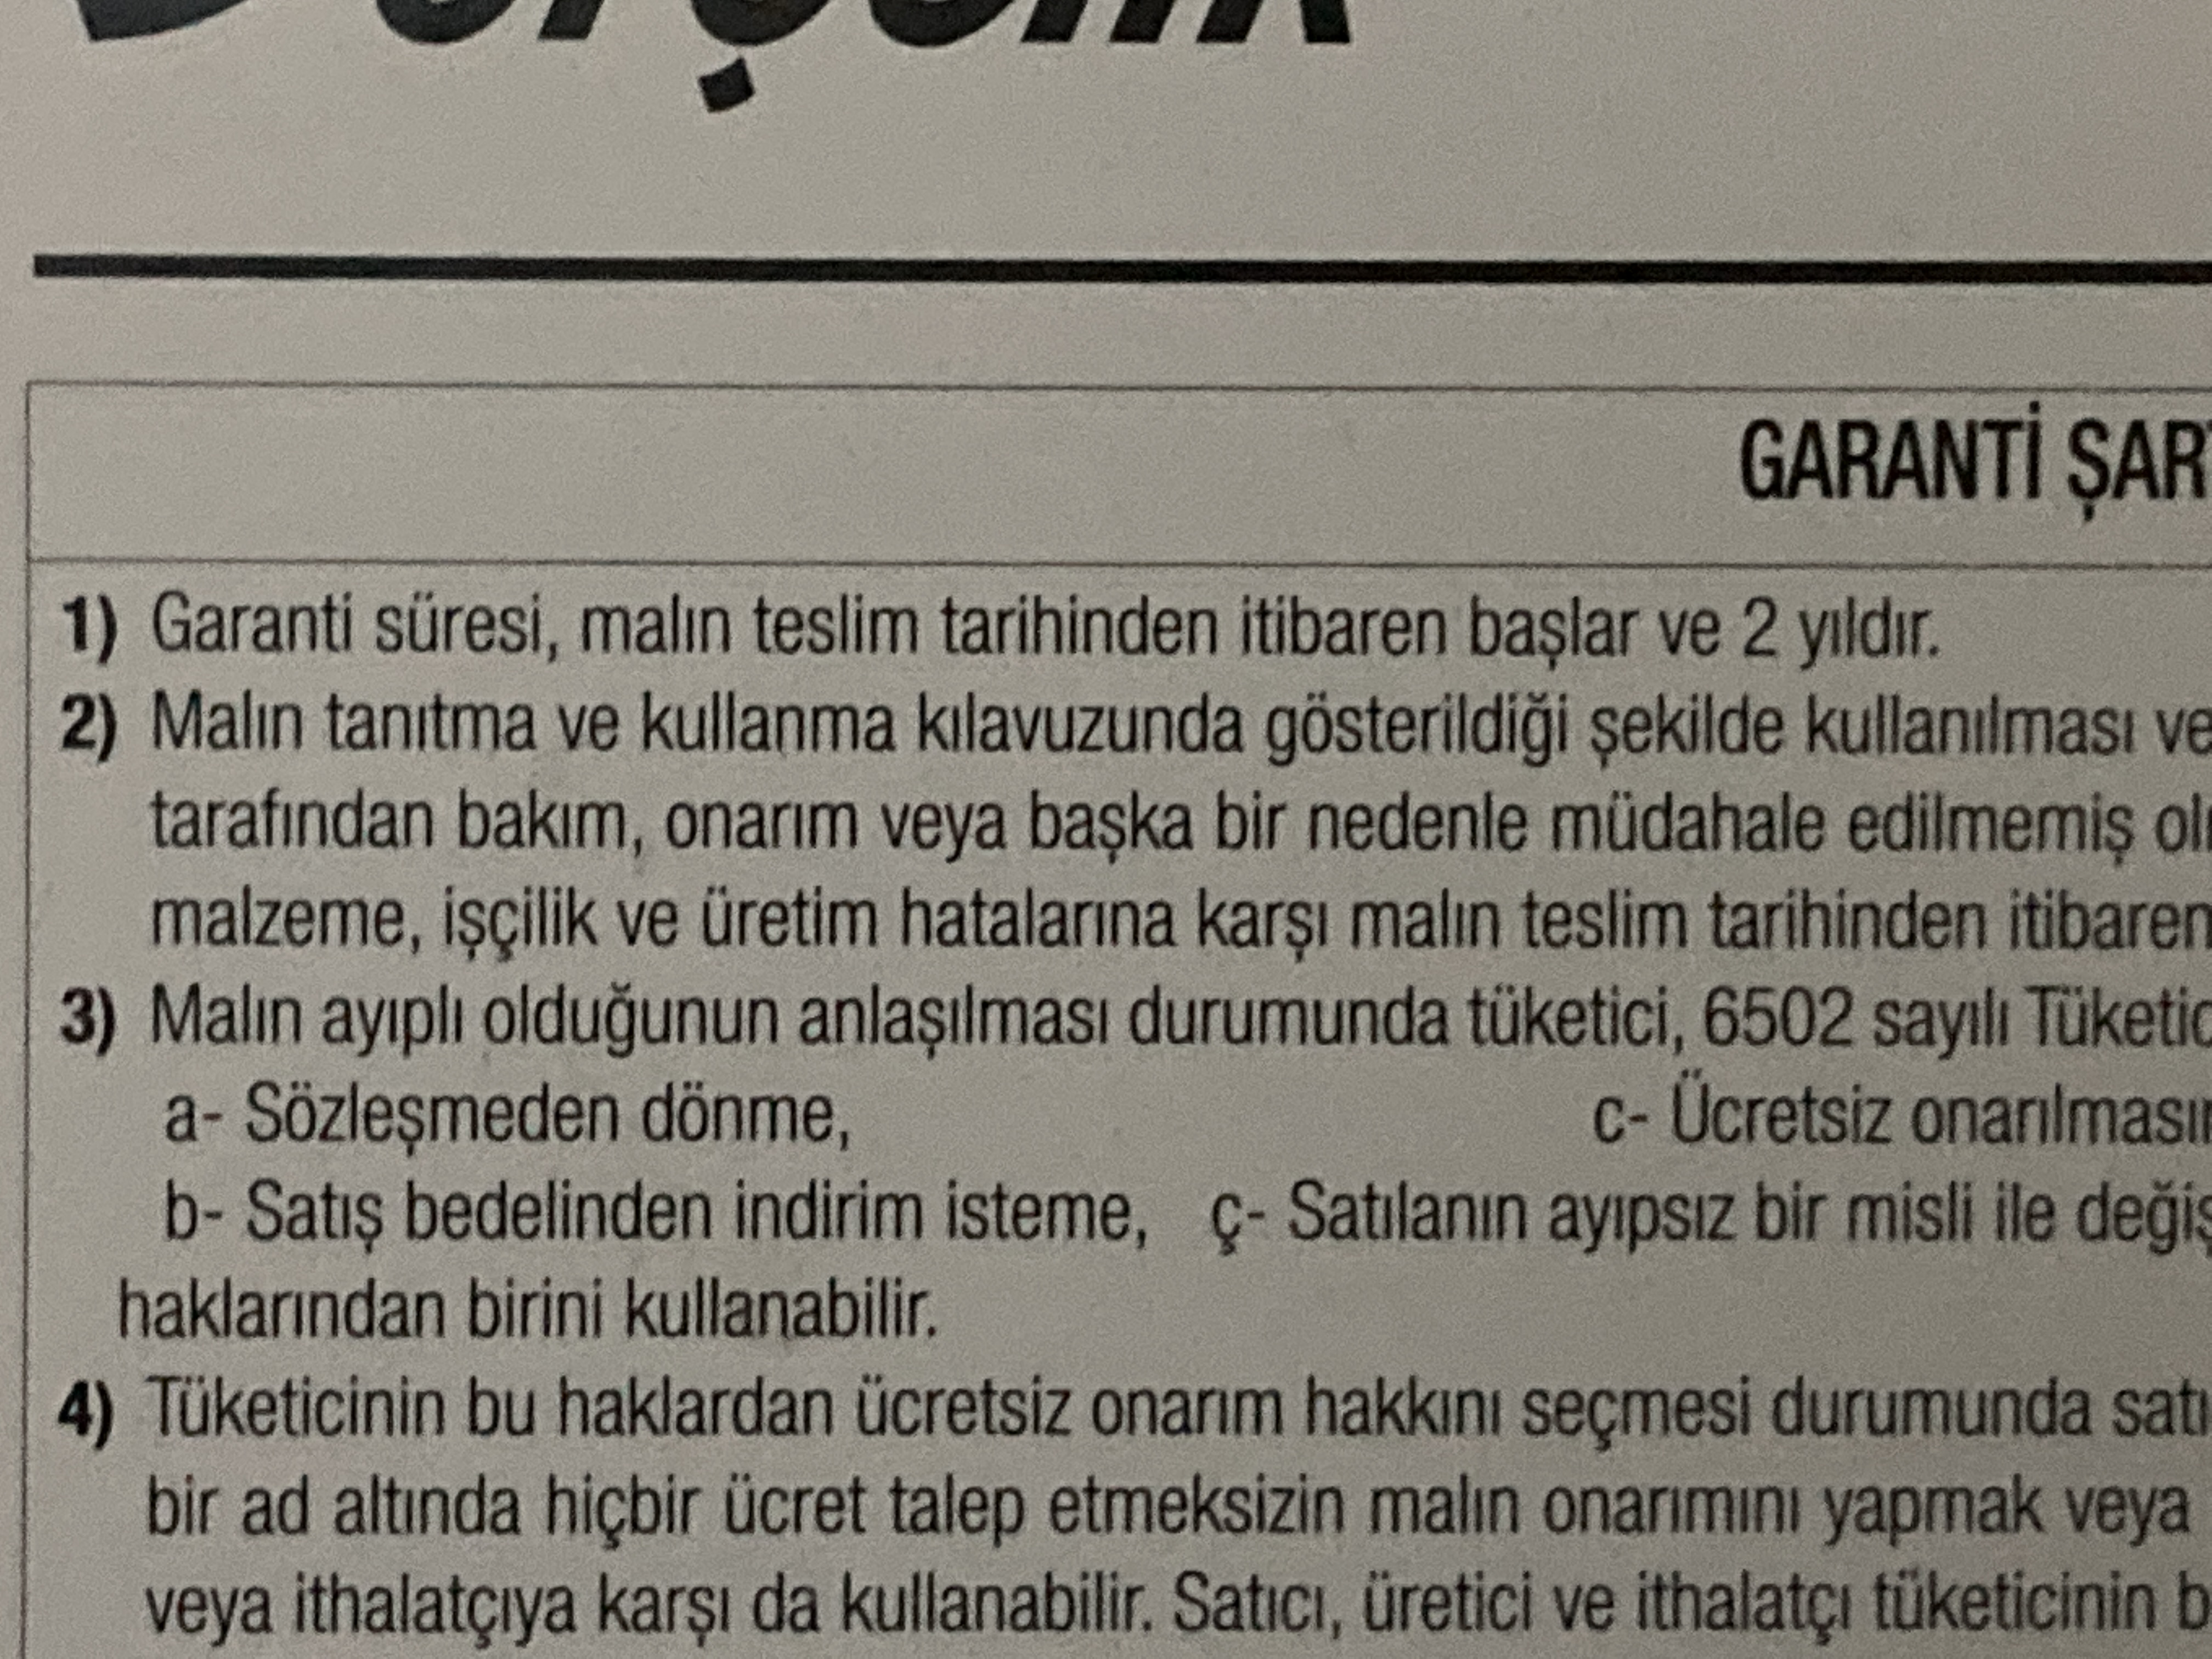 GARANTİ ŞAR
1) Garanti süresi, malın teslim tarihinden itibaren başlar ve 2 yıldır.
2) Malın tanıtma ve kullanma kılavuzunda gösterildiği şekilde kullanılması ve
tarafından bakım, onarım veya başka bir nedenle müdahale edilmemiş
malzeme, işçilik ve üretim hatalarına karşı malın teslim tarihinden itibaren
3) Malın ayıplı olduğunun anlaşılması durumunda tüketici, 6502 sayılı Tüketic
a- Sözleşmeden dönme, c- Ücretsiz onarılmasın
b- Satış bedelinden indirim isteme, ç- Satılanın ayıpsız bir misli ile değiş
haklarından birini kullanabilir.
4) Tüketicinin bu haklardan ücretsiz onarım hakkını seçmesi durumunda satı
bir ad altında hiçbir ücret talep etmeksizin malın onarımını yapmak veya
veya ithalatçıya karşı da kullanabilir. Satıcı, üretici ve ithalatçı tüketicinin b